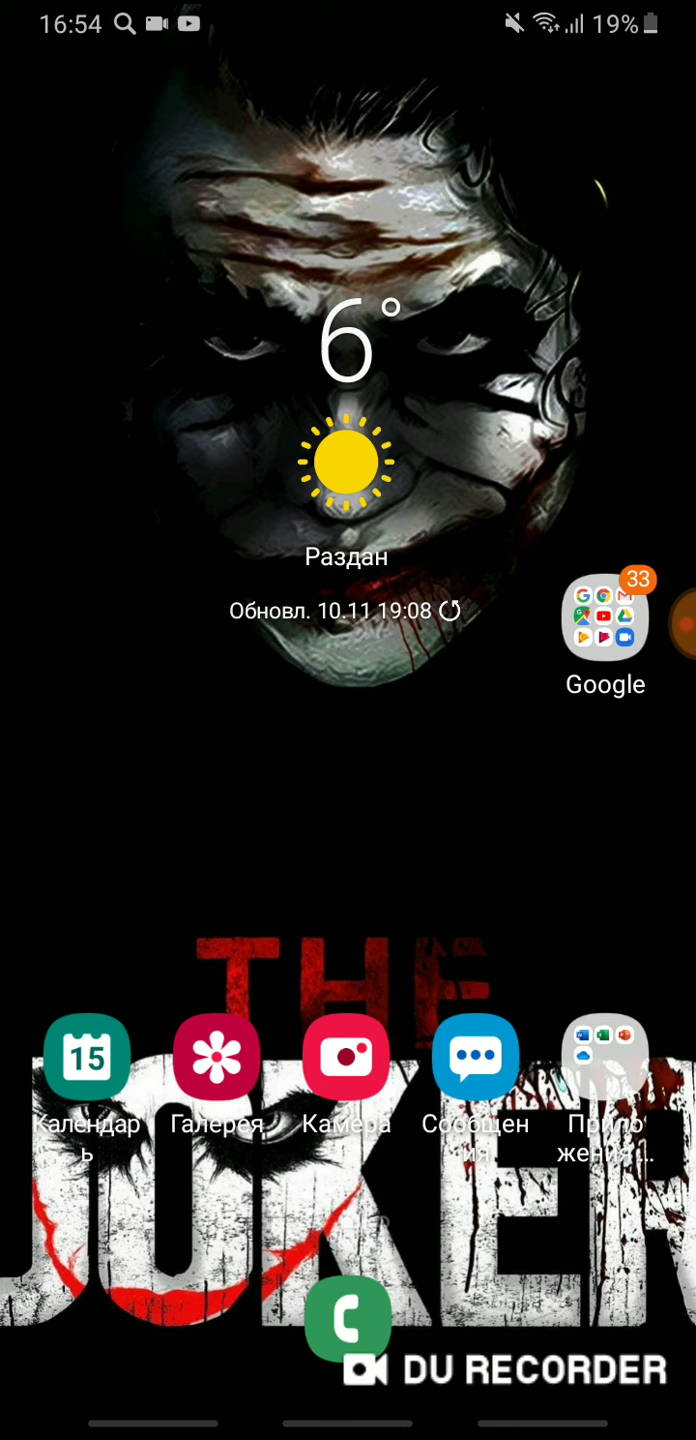 16:54
19%
6°
Раздан
Обновл. 10.11 19:08
33
Google
THE
15
Календар
ь
Галерея
Камера
Сообщен
ия
Прило
жения...
JOKER
DU RECORDER